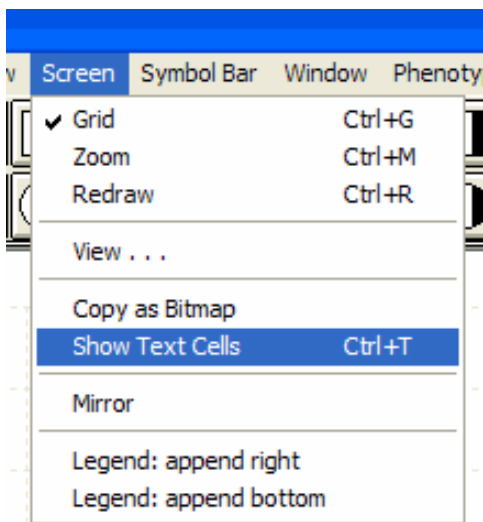 Screen Symbol Bar Window Phenoty
Grid Ctrl+G
Zoom Ctrl+M
Redraw Ctrl+R
View . . .
Copy as Bitmap
Show Text Cells Ctrl+T
Mirror
Legend: append right
Legend: append bottom